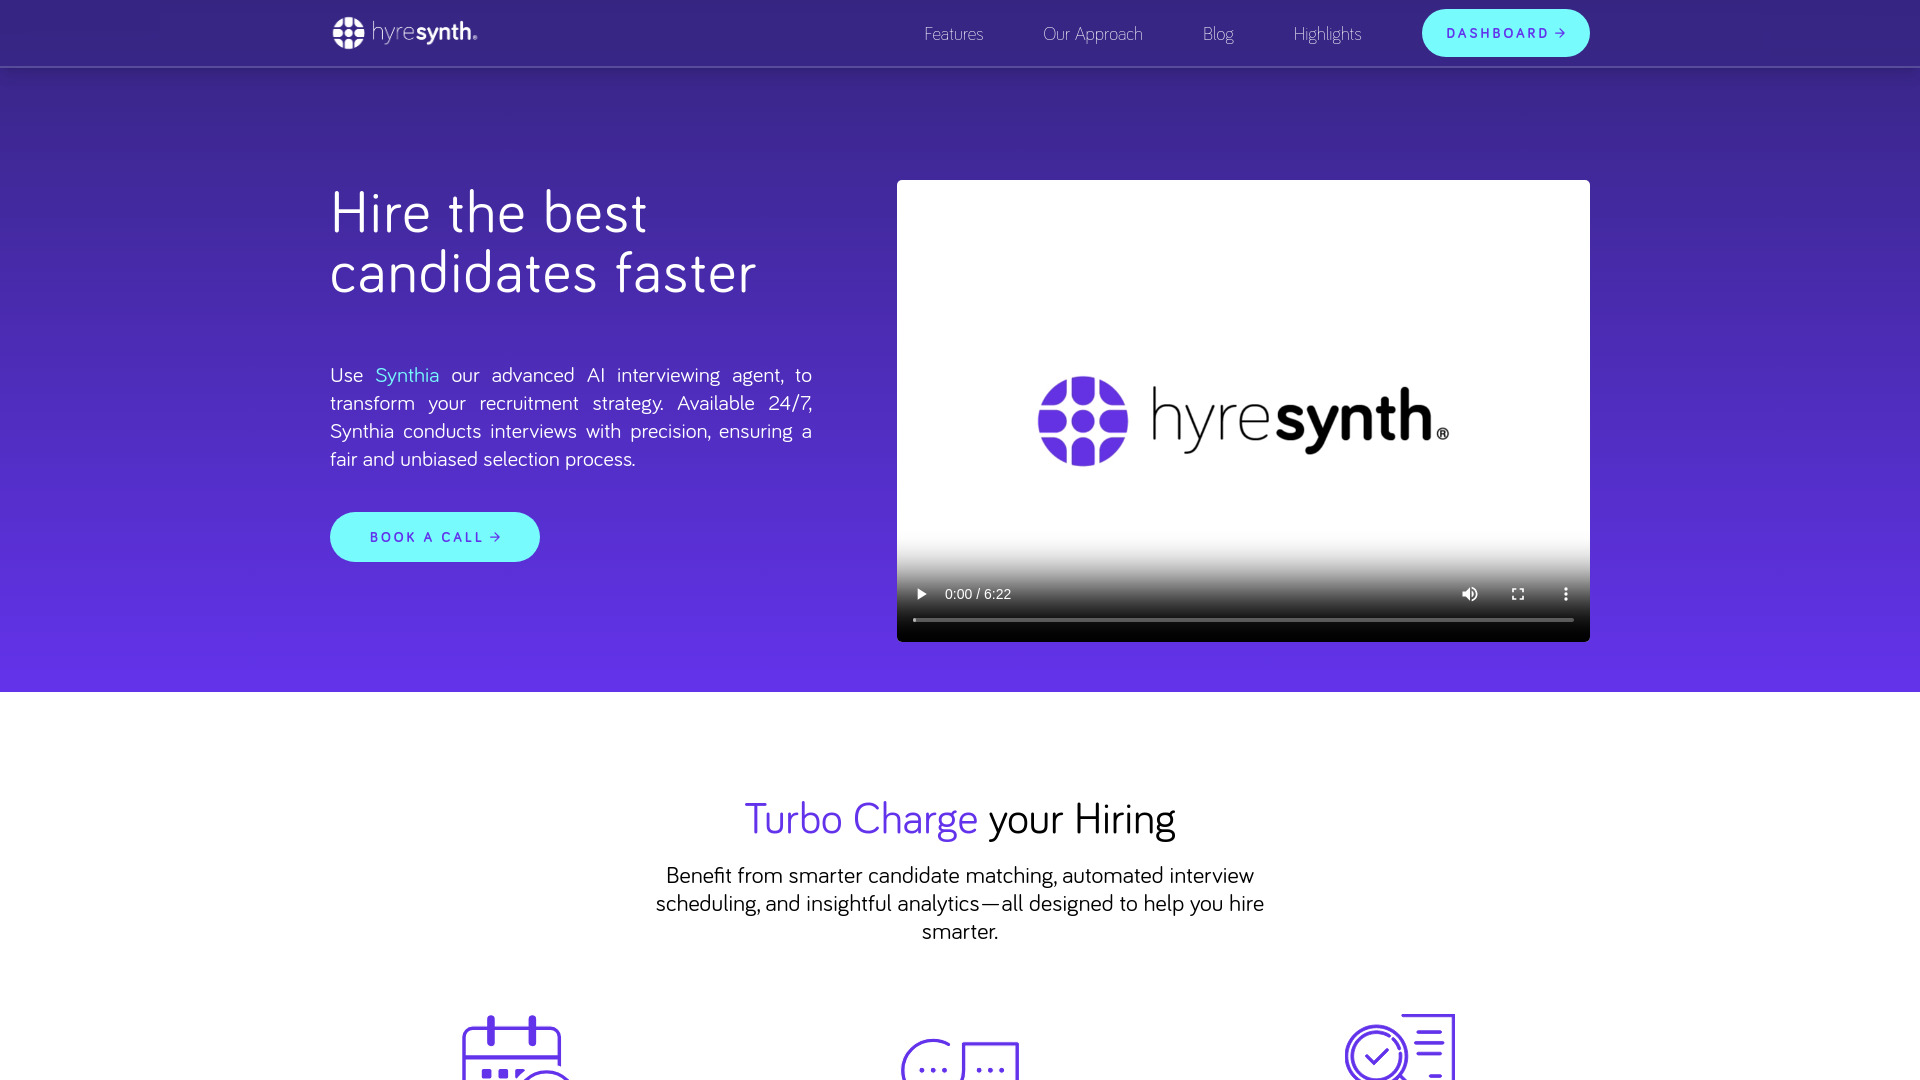 hyresynth®
Features
Our Approach
Blog
Highlights
DASHBOARD →
Hire the best
candidates faster
Use Synthia our advanced AI interviewing agent, to
transform your recruitment strategy. Available 24/7,
Synthia conducts interviews with precision, ensuring a
fair and unbiased selection process.
BOOK A CALL →
hyresynth®
0:00 / 6:22
Turbo Charge your Hiring
Benefit from smarter candidate matching, automated interview
scheduling, and insightful analytics—all designed to help you hire
smarter.